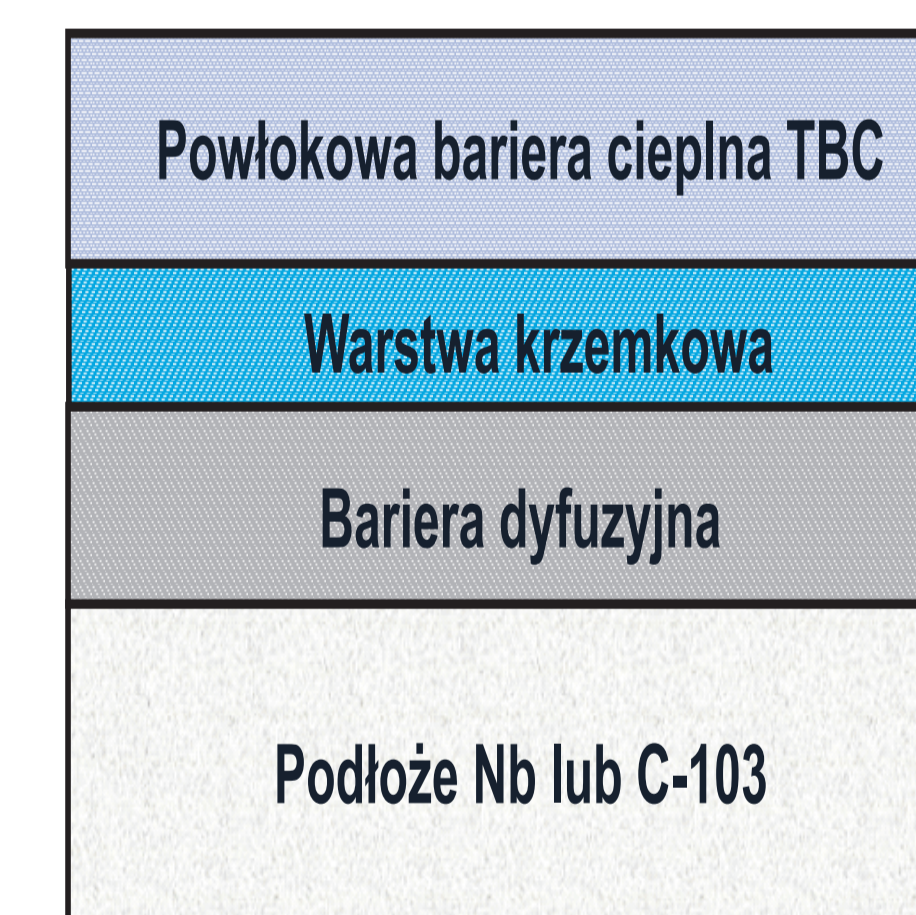 Powłokowa bariera cieplna TBC
Warstwa krzemkowa
Bariera dyfuzyjna
Podłoże Nb lub C-103